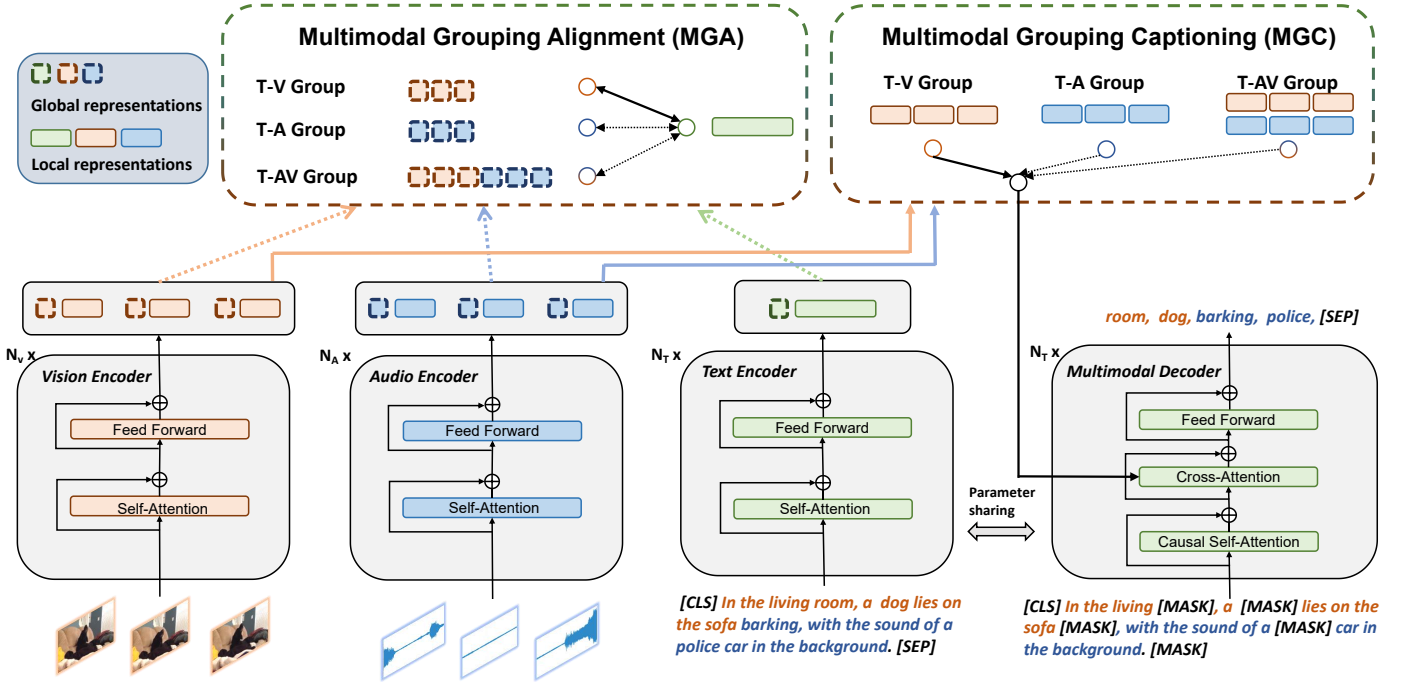 Multimodal Grouping Alignment (MGA)
T-V Group
T-A Group
T-AV Group
Multimodal Grouping Captioning (MGC)
T-V Group
T-A Group
T-AV Group
Global representations
Local representations
room, dog, barking, police, [SEP]
Nv x
Vision Encoder
Feed Forward
Self-Attention
NA x
Audio Encoder
Feed Forward
Self-Attention
NT x
Text Encoder
Feed Forward
Self-Attention
Parameter
sharing
NT x
Multimodal Decoder
Feed Forward
Cross-Attention
Causal Self-Attention
[CLS] In the living room, a dog lies on
the sofa barking, with the sound of a
police car in the background. [SEP]
[CLS] In the living [MASK], a [MASK] lies on the
sofa [MASK], with the sound of a [MASK] car in
the background. [MASK]